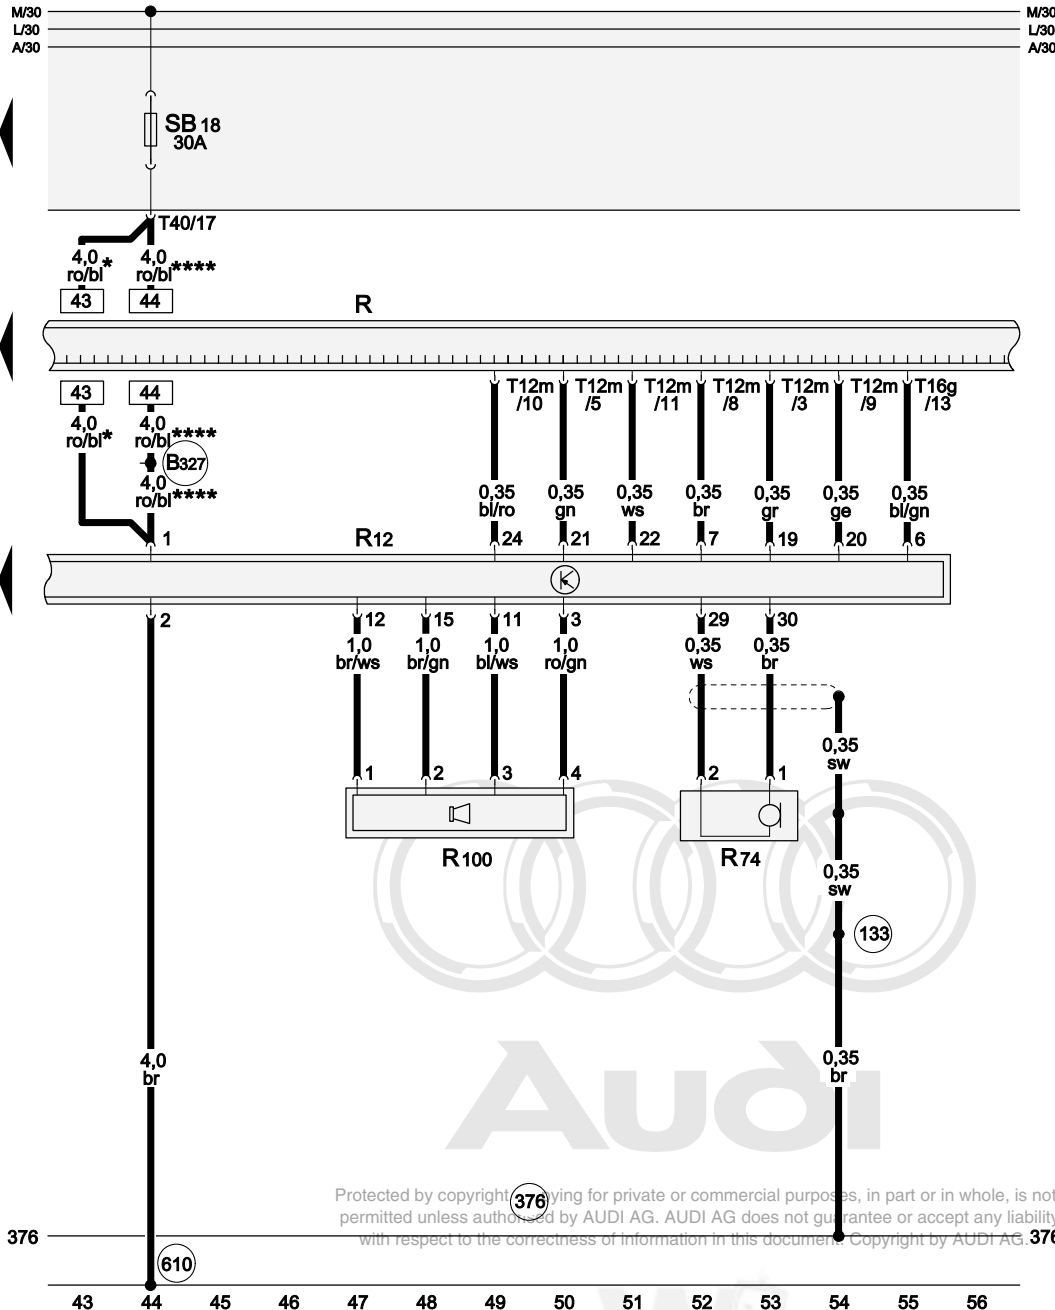 M/30 M/30
L/30 L/30
A/30 A/30
SB 18
30A
T40/17
4,0 4,0
ro/bl* ro/bl****
43 44 R
43 44
T12m T12m T12m T12m T12m T12m T16g
/10 /5 /11 /8 /3 /9 /13
4,0 4,0
ro/bl* ro/bl****
B327
4,0
ro/bl****
0,35 0,35 0,35 0,35 0,35 0,35 0,35
bl/ro gn ws br gr ge bl/gn
1 R12 24 21 22 7 19 20 6
2 12 15 11 3 29 30
1,0 1,0 1,0 1,0 0,35 0,35
br/ws br/gn bl/ws ro/gn ws br
0,35
sw
1 2 3 4 2 1
R100 R74
0,35
sw
133
4,0 0,35
br br
Audi
376
Protected by copyright. Copying for private or commercial purposes, in part or in whole, is not
permitted unless authorised by AUDI AG. AUDI AG does not guarantee or accept any liability
with respect to the correctness of information in this document. Copyright by AUDI AG.
376 376
610
43 44 45 46 47 48 49 50 51 52 53 54 55 56